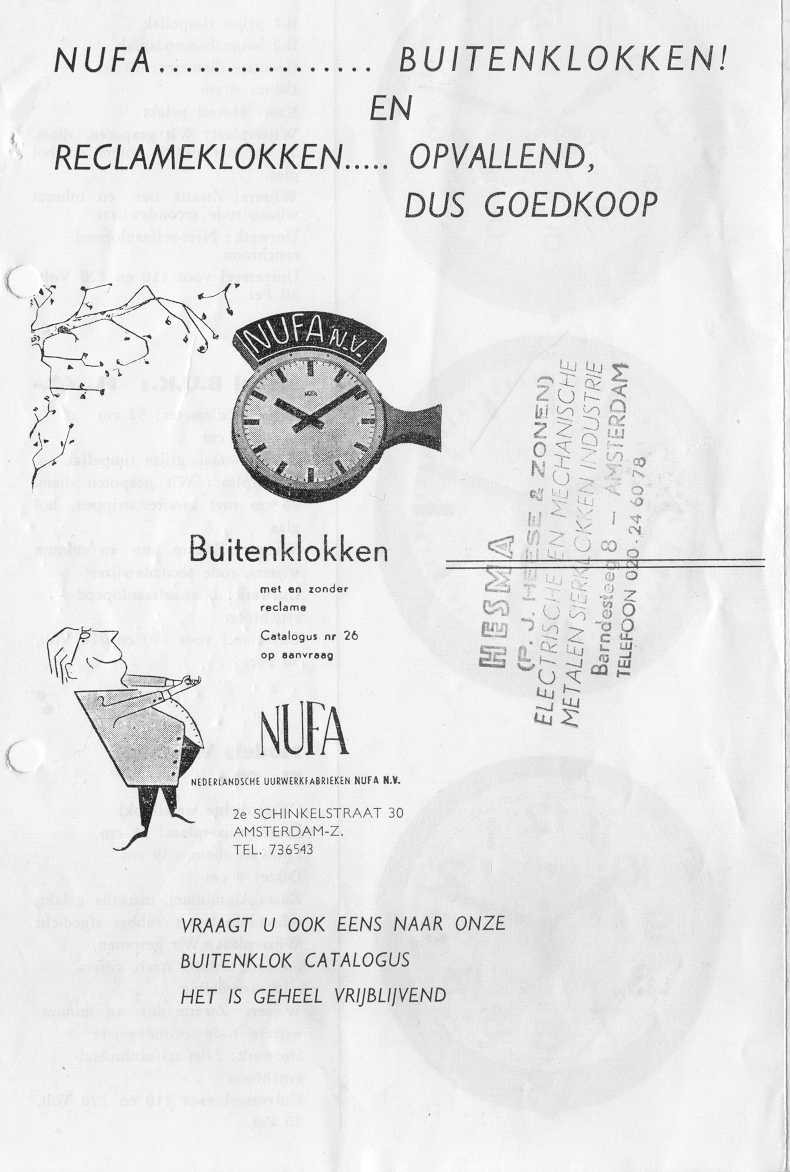 NUFA................ BUITENKLOKKEN!
EN
RECLAMEKLOKKEN..... OPVALLEND,
DUS GOEDKOOP
NUFA N.V.
NUFA
Buitenklokken
met en zonder
reclame
Catalogus nr 26
op aanvraag
NUFA
NEDERLANDSCHE UURWERKFABRIEKEN NUFA N.V.
2e SCHINKELSTRAAT 30
AMSTERDAM-Z.
TEL. 736543
HESMA
(P. J. HEESE & ZONEN)
ELECTRISCHE EN MECHANISCHE
METALEN SIERKLOKKEN INDUSTRIE
Barndesteeg 8 – AMSTERDAM
TELEFOON 020 - 24 60 78
VRAAGT U OOK EENS NAAR ONZE
BUITENKLOK CATALOGUS
HET IS GEHEEL VRIJBLIJVEND